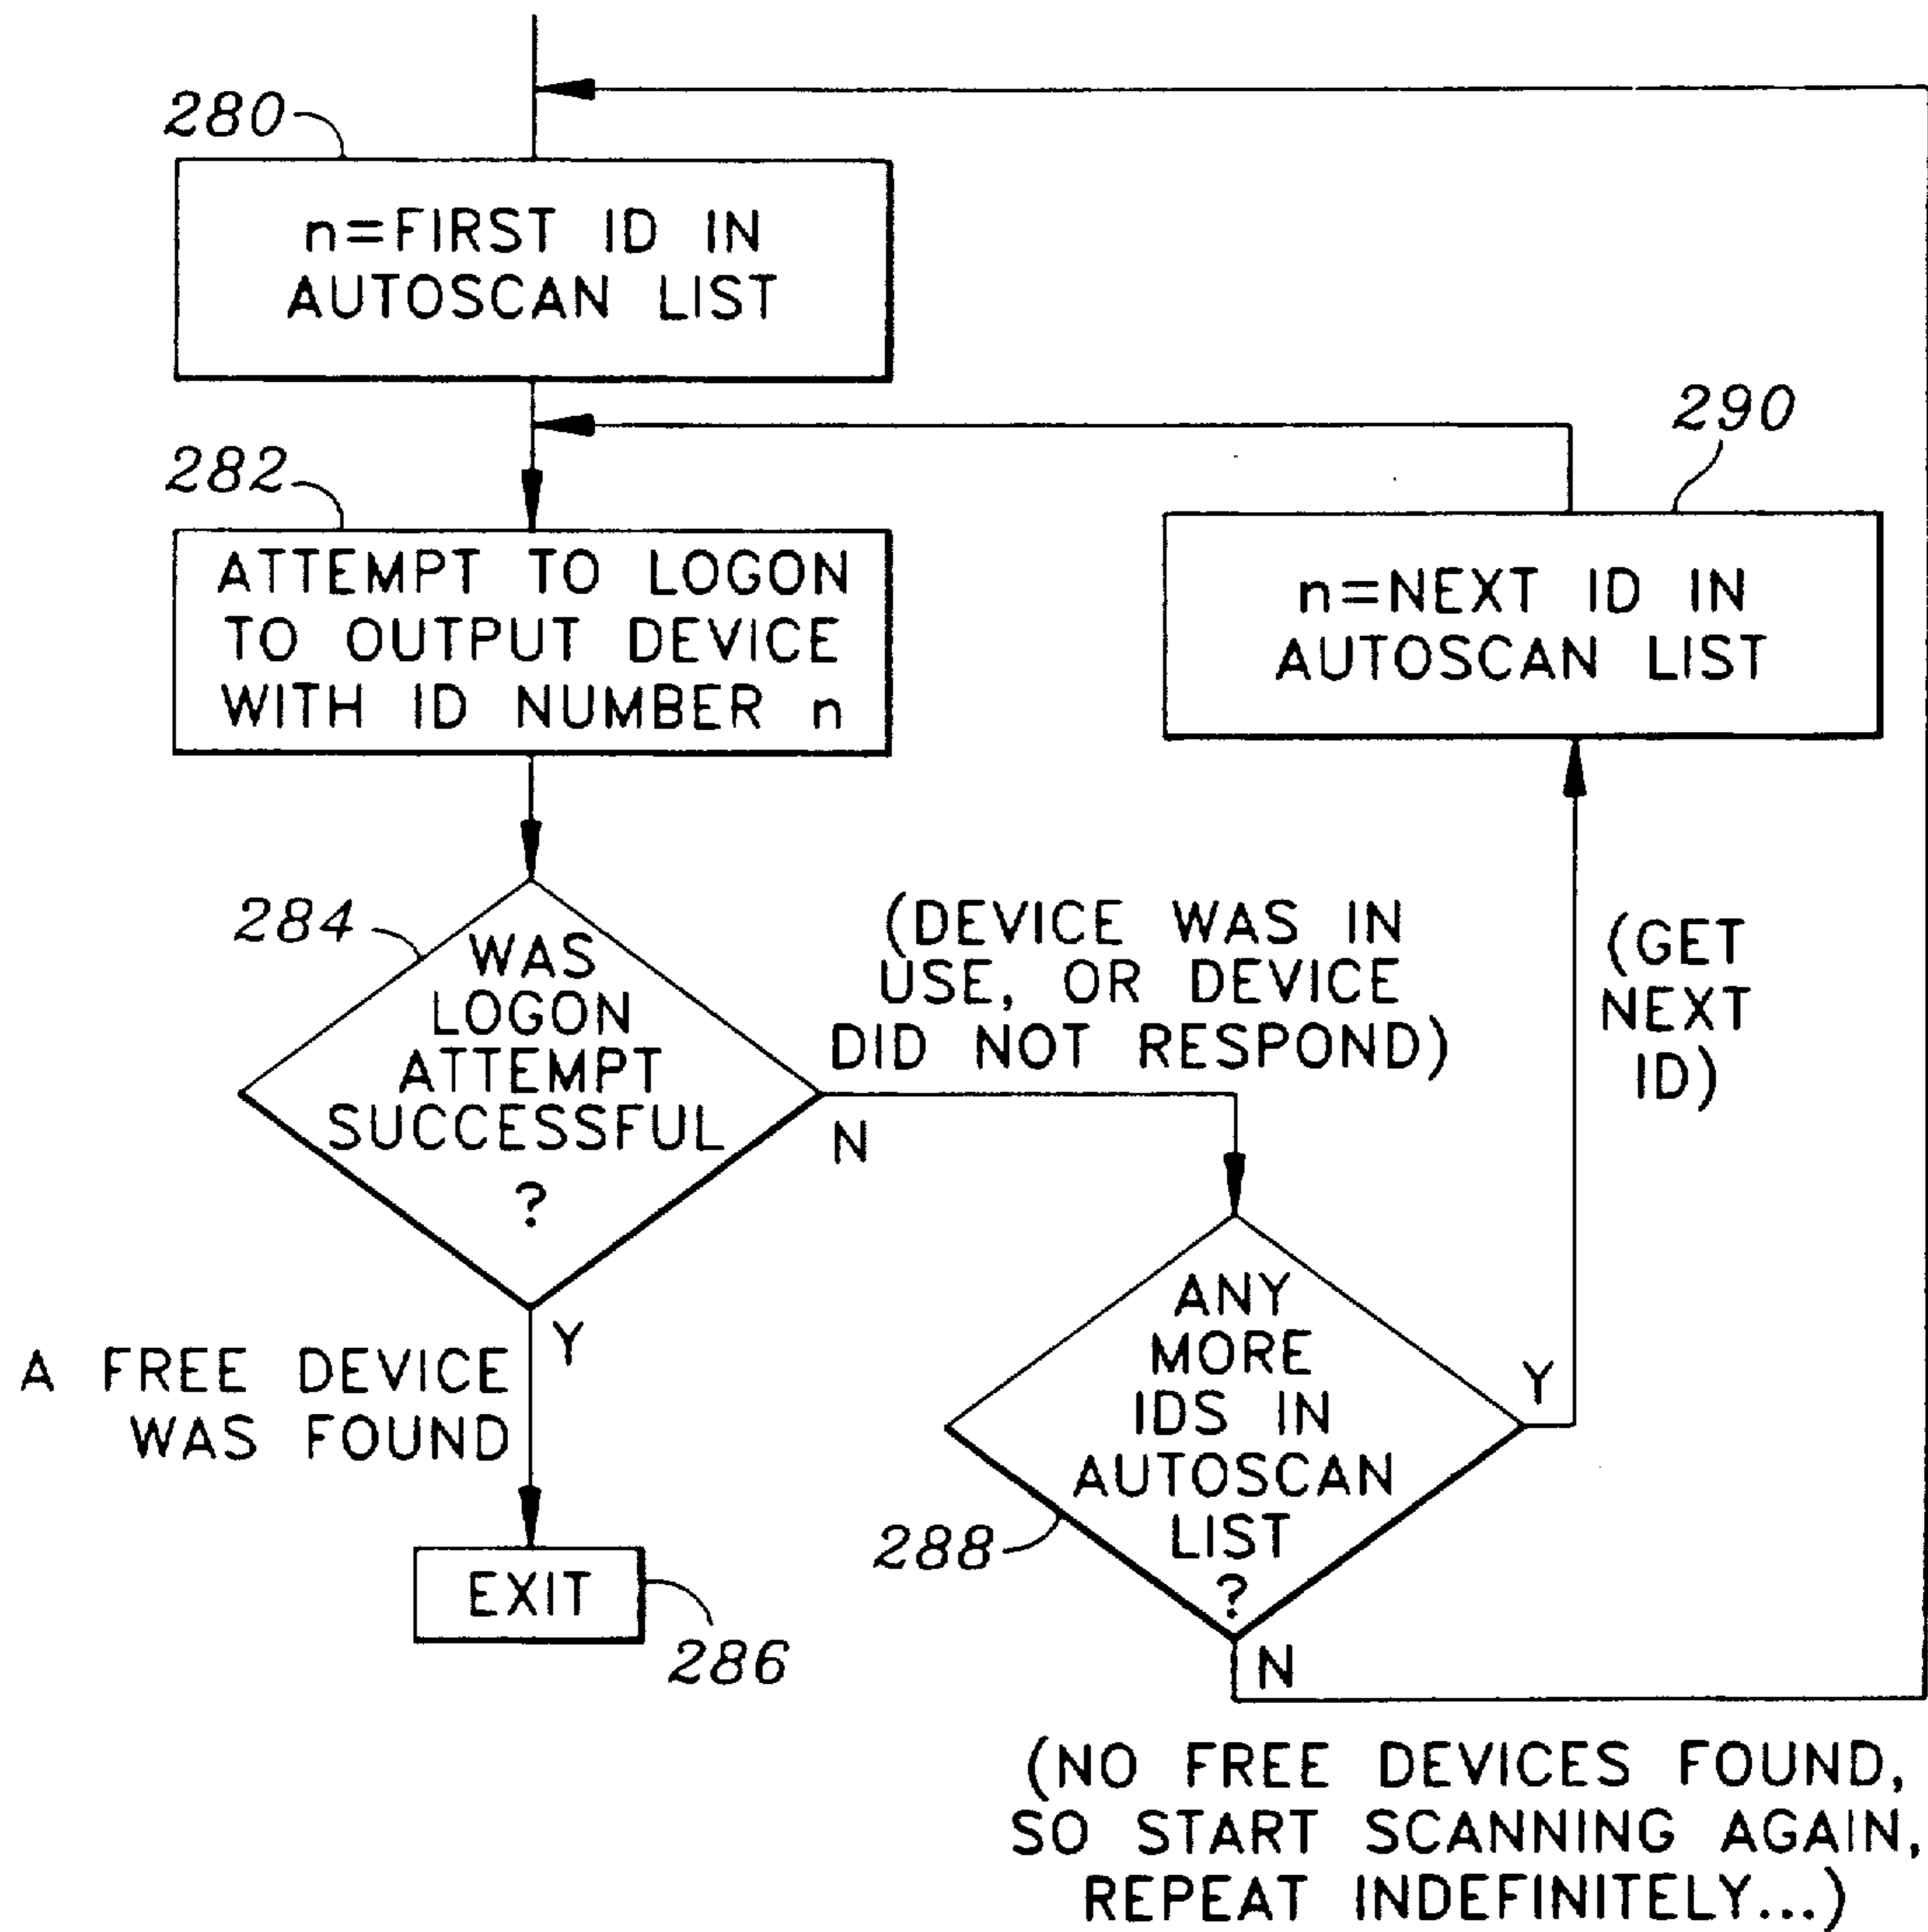 280
n=FIRST ID IN
AUTOSCAN LIST
290
282
ATTEMPT TO LOGON
TO OUTPUT DEVICE
WITH ID NUMBER n
n=NEXT ID IN
AUTOSCAN LIST
284
WAS
LOGON
ATTEMPT
SUCCESSFUL
?
(DEVICE WAS IN
USE, OR DEVICE
DID NOT RESPOND)
N
(GET
NEXT
ID)
Y
A FREE DEVICE
WAS FOUND
EXIT
286
ANY
MORE
IDS IN
AUTOSCAN
LIST
?
Y
288
N
(NO FREE DEVICES FOUND,
SO START SCANNING AGAIN,
REPEAT INDEFINITELY...)